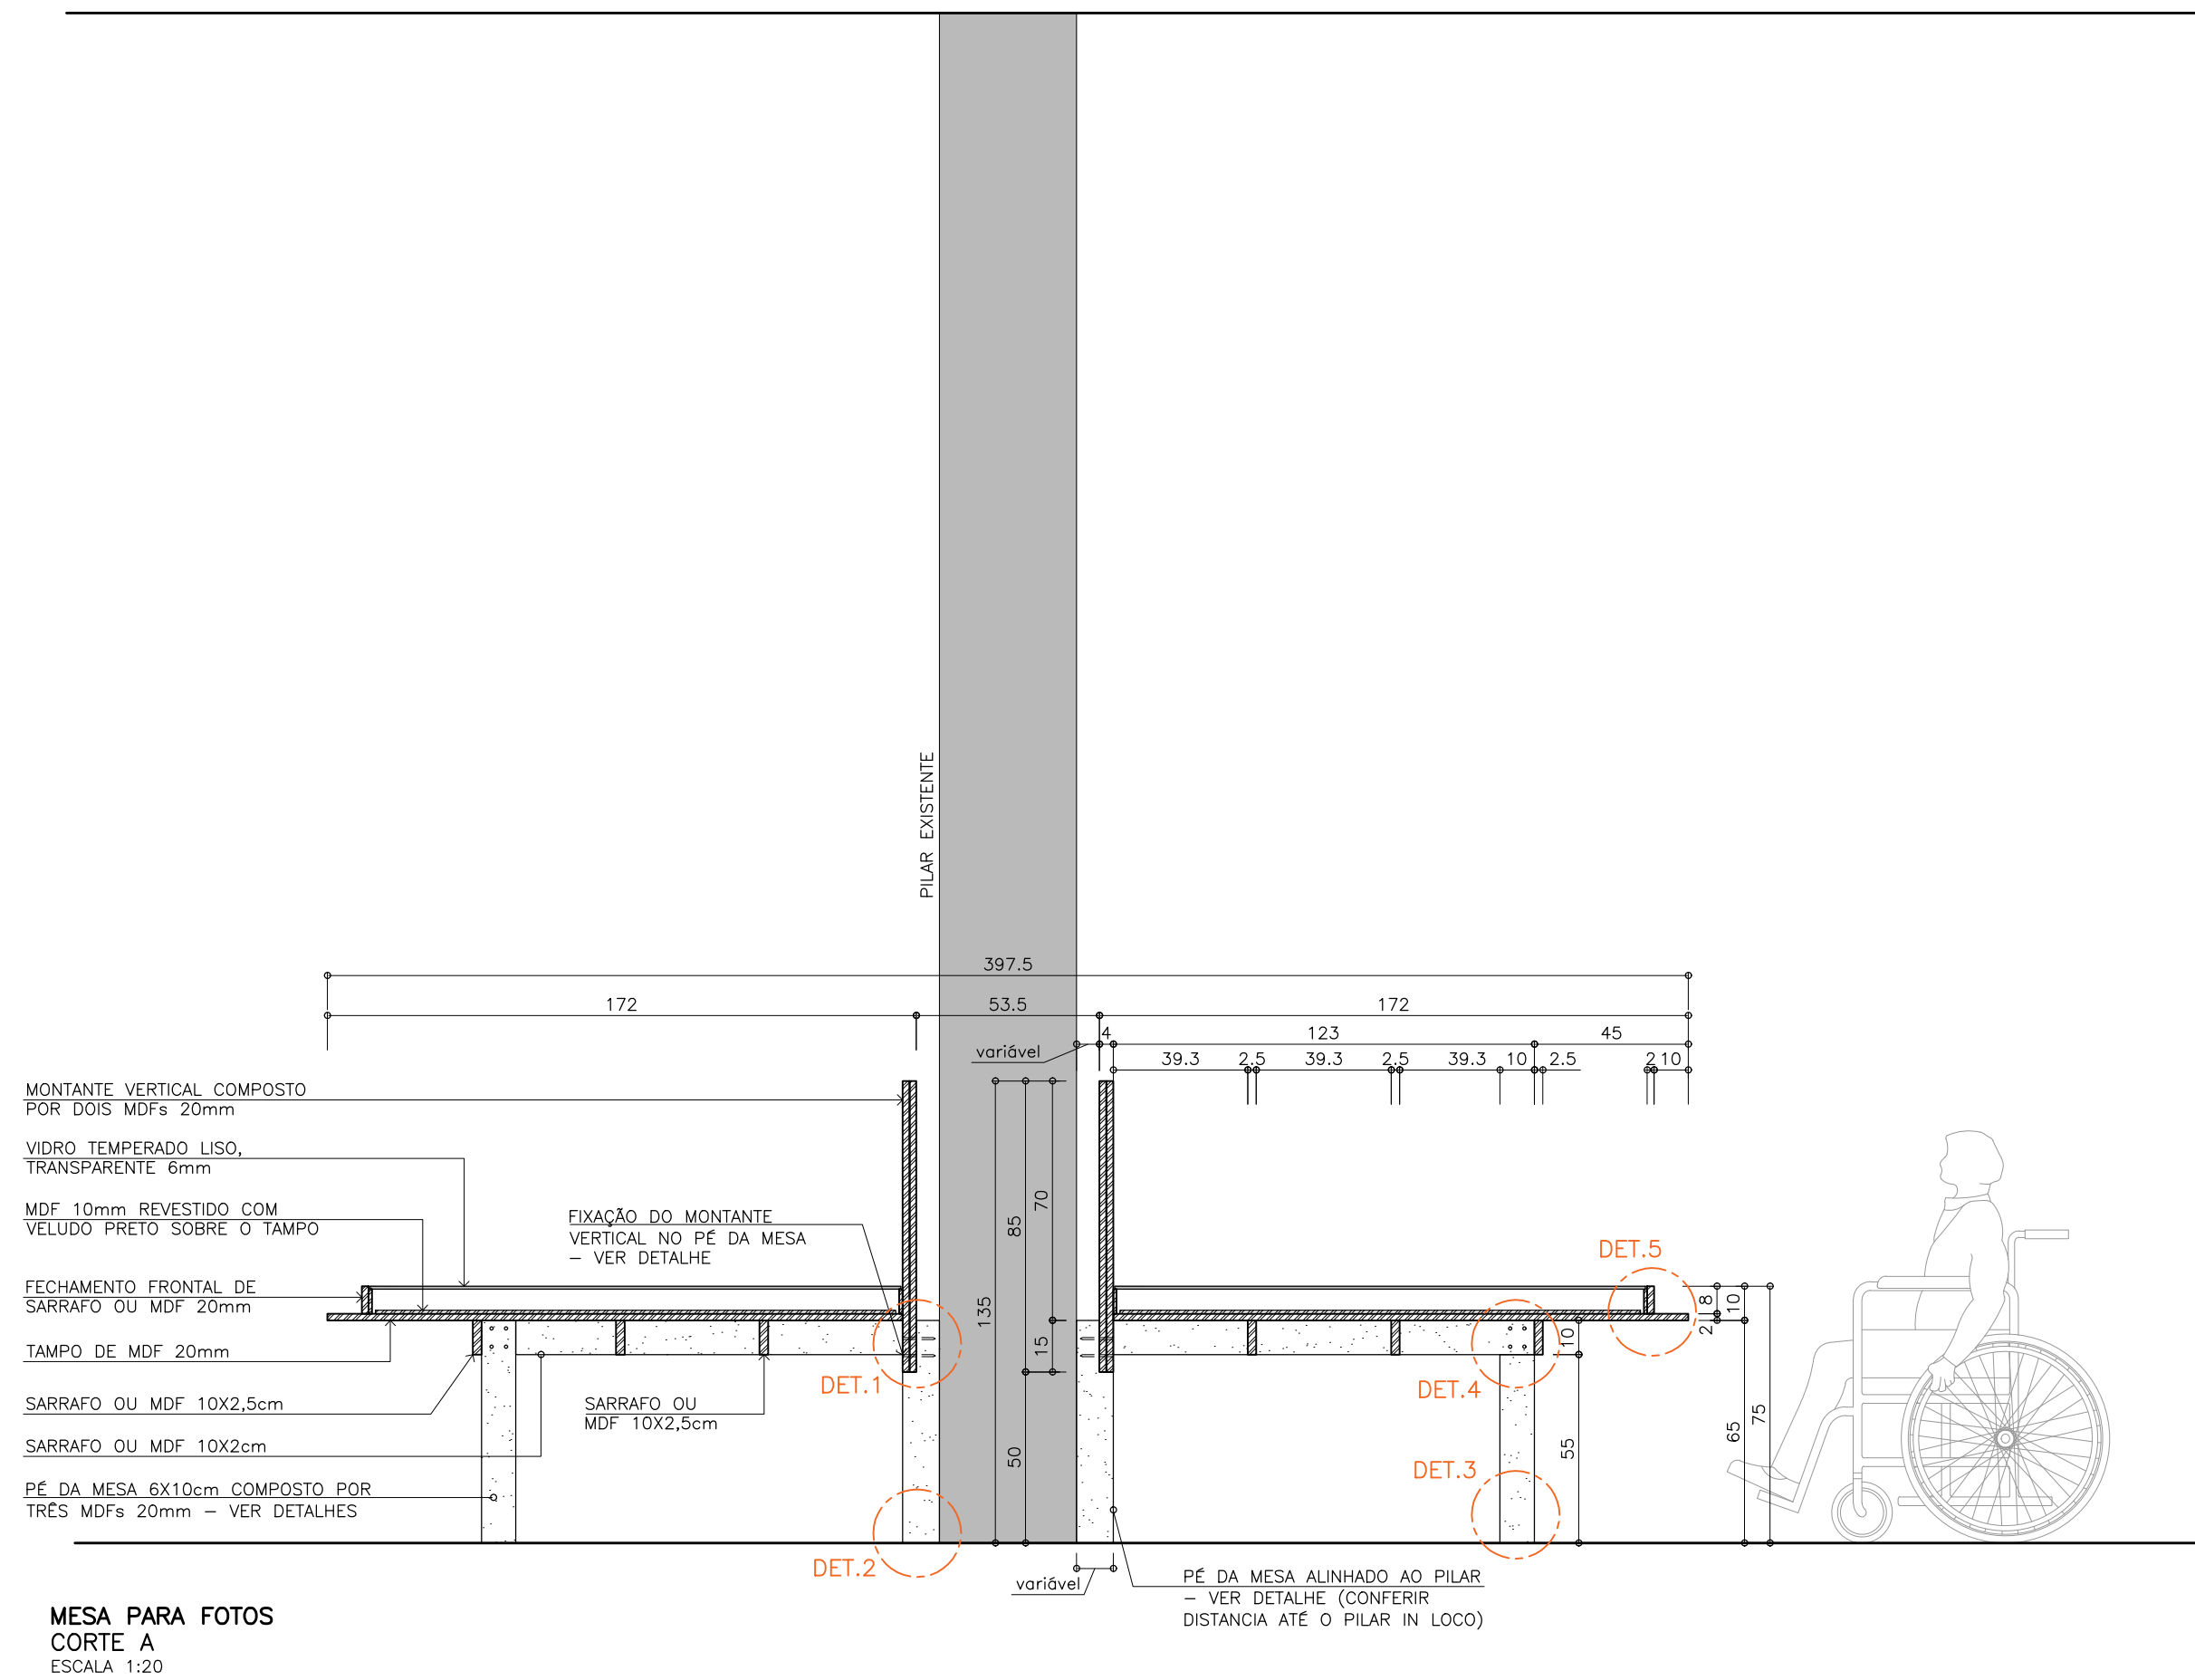 PILAR EXISTENTE
397.5
172
53.5
172
4
123
45
variável
39.3
2.5
39.3
2.5
39.3
10
2.5
2
10
MONTANTE VERTICAL COMPOSTO
POR DOIS MDFs 20mm
VIDRO TEMPERADO LISO,
TRANSPARENTE 6mm
MDF 10mm REVESTIDO COM
VELUDO PRETO SOBRE O TAMPO
FECHAMENTO FRONTAL DE
SARRAFO OU MDF 20mm
TAMPO DE MDF 20mm
SARRAFO OU MDF 10X2,5cm
SARRAFO OU MDF 10X2cm
PÉ DA MESA 6X10cm COMPOSTO POR
TRÊS MDFs 20mm – VER DETALHES
FIXAÇÃO DO MONTANTE
VERTICAL NO PÉ DA MESA
– VER DETALHE
SARRAFO OU
MDF 10X2,5cm
DET.1
DET.2
135
85
70
15
50
DET.5
DET.4
DET.3
10
55
8
2
10
65
75
variável
PÉ DA MESA ALINHADO AO PILAR
– VER DETALHE (CONFERIR
DISTANCIA ATÉ O PILAR IN LOCO)
MESA PARA FOTOS
CORTE A
ESCALA 1:20